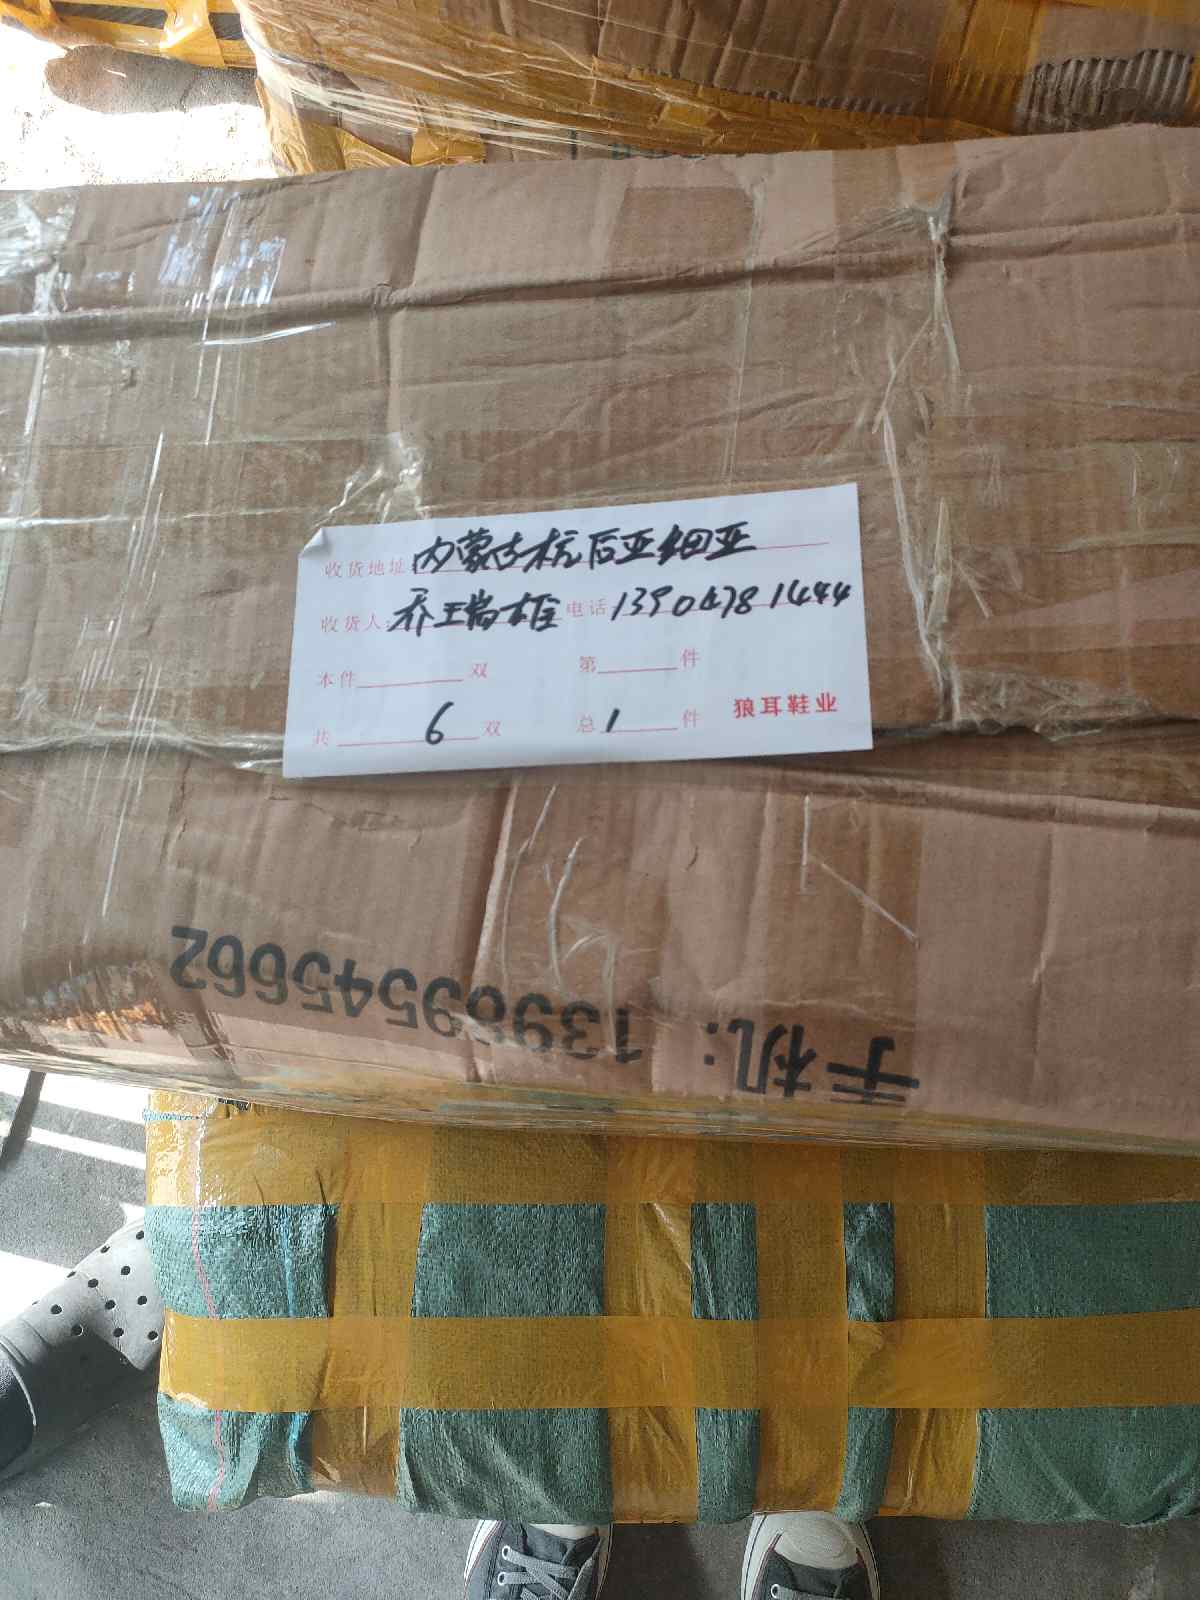 收货地址 内蒙古杭后亚细亚
收货人: 乔瑞雄 电话 13904781444
本件 双 第 件
共 6 双 总 1 件 狼耳鞋业
手机: 13989545662